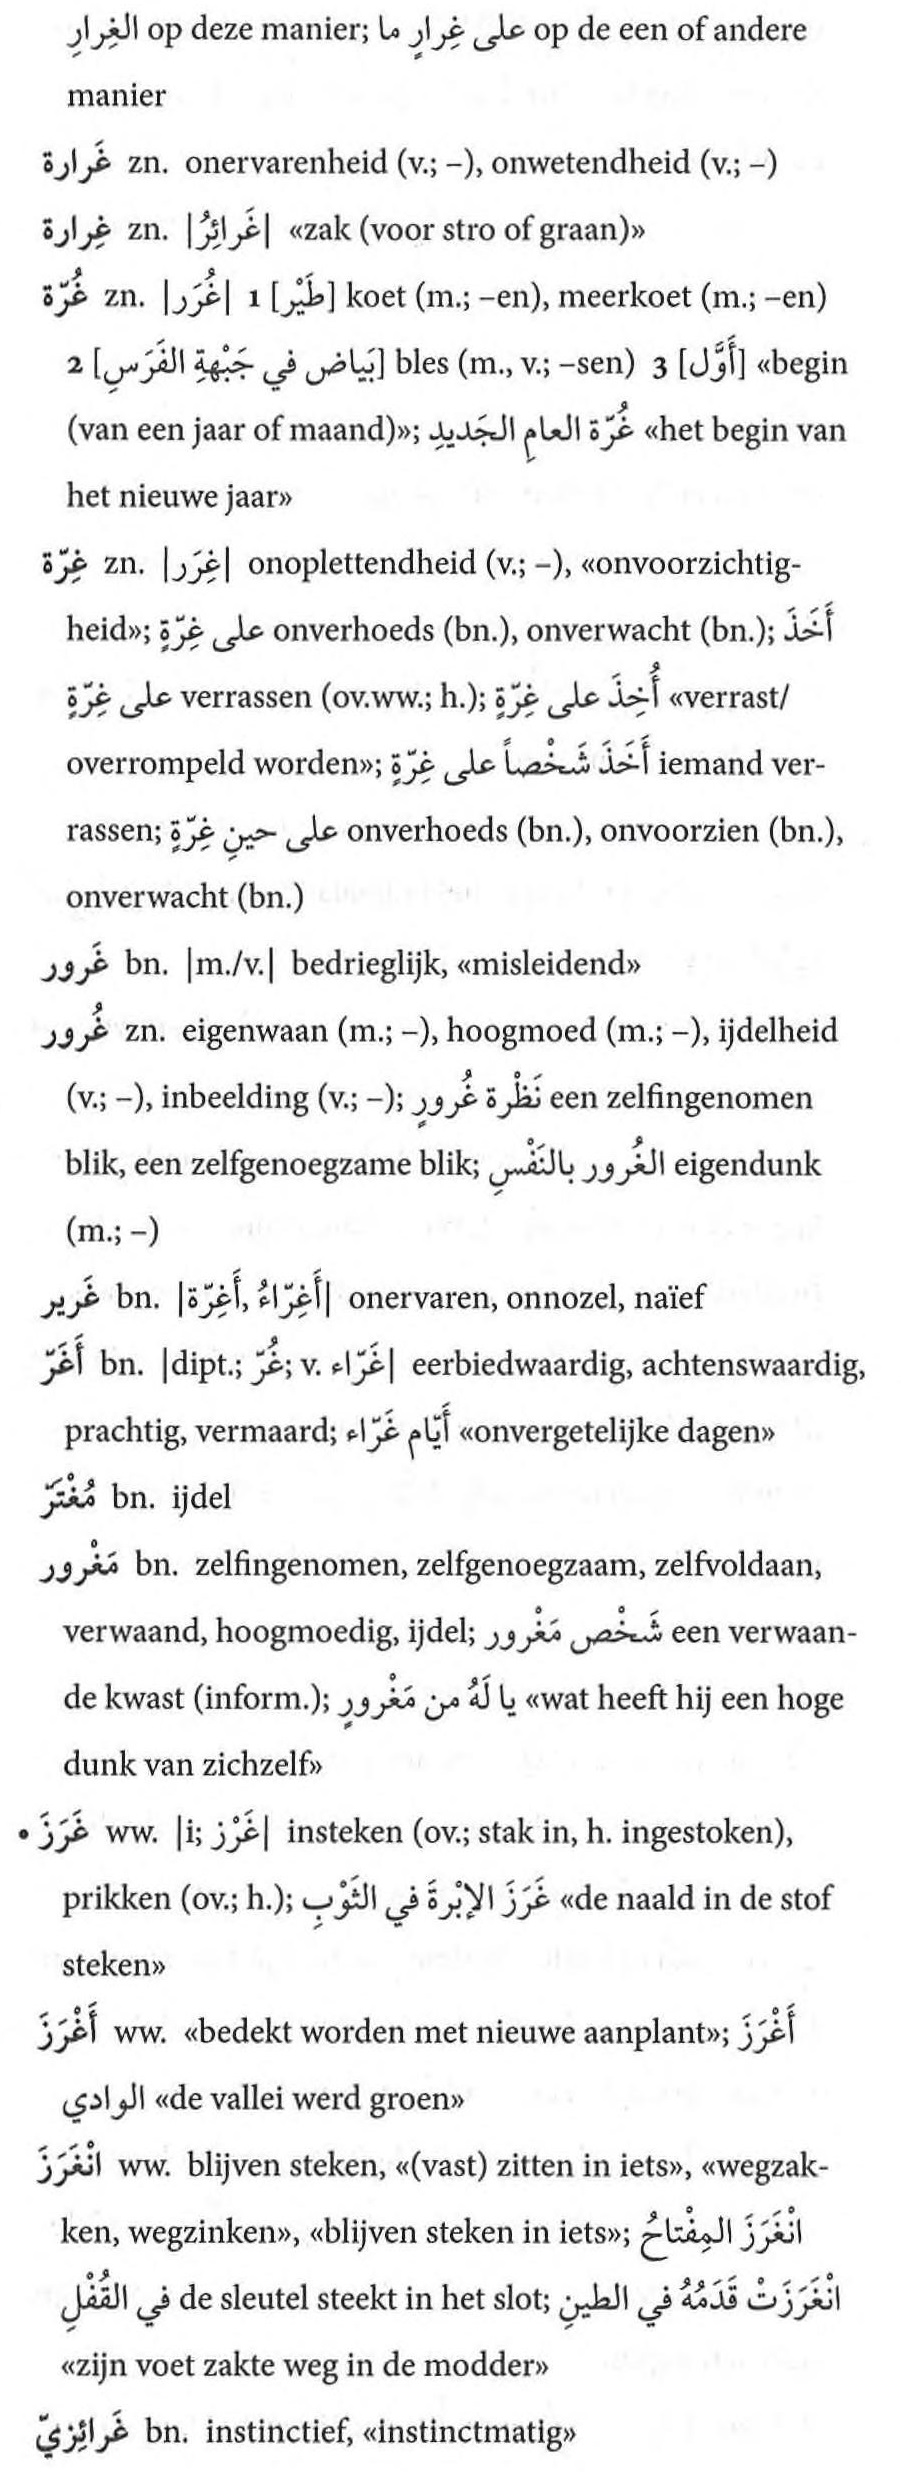 الغِرارِ op deze manier; على غِرارٍ ما op de een of andere
manier
غَرارة zn. onervarenheid (v.; –), onwetendheid (v.; –)
غِرارة zn. |غَرائِرُ| «zak (voor stro of graan)»
غُرّة zn. |غُرَر| 1 [طَيْر] koet (m.; –en), meerkoet (m.; –en)
2 [بَياض في جَبْهةِ الفَرَسِ] bles (m., v.; –sen) 3 [أَوَّل] «begin
(van een jaar of maand)»; غُرّة العامِ الجَديدِ «het begin van
het nieuwe jaar»
غِرّة zn. |غِرَر| onoplettendheid (v.; –), «onvoorzichtig-
heid»; على غِرّةٍ onverhoeds (bn.), onverwacht (bn.); أَخَذَ
على غِرّةٍ verrassen (ov.ww.; h.); أُخِذَ على غِرّةٍ «verrast/
overrompeld worden»; أَخَذَ شَخْصاً على غِرّةٍ iemand ver-
rassen; على حينِ غِرّةٍ onverhoeds (bn.), onvoorzien (bn.),
onverwacht (bn.)
غَرور bn. |m./v.| bedrieglijk, «misleidend»
غُرور zn. eigenwaan (m.; –), hoogmoed (m.; –), ijdelheid
(v.; –), inbeelding (v.; –); نَظْرة غُرورٍ een zelfingenomen
blik, een zelfgenoegzame blik; الغُرور بالنَفْسِ eigendunk
(m.; –)
غَرير bn. |أَغِرّاءُ, أَغِرّة| onervaren, onnozel, naïef
أَغَرّ bn. |dipt.; غُرّ; v. غَرّاء| eerbiedwaardig, achtenswaardig,
prachtig, vermaard; أَيّام غَرّاء «onvergetelijke dagen»
مُغْتَرّ bn. ijdel
مَغْرور bn. zelfingenomen, zelfgenoegzaam, zelfvoldaan,
verwaand, hoogmoedig, ijdel; شَخْص مَغْرور een verwaan-
de kwast (inform.); يا لَهُ من مَغْرورٍ «wat heeft hij een hoge
dunk van zichzelf»
• غَرَزَ ww. |i; غَرْز| insteken (ov.; stak in, h. ingestoken),
prikken (ov.; h.); غَرَزَ الإبْرةَ في الثَوْبِ «de naald in de stof
steken»
أَغْرَزَ ww. «bedekt worden met nieuwe aanplant»; أَغْرَزَ
الوادي «de vallei werd groen»
انْغَرَزَ ww. blijven steken, «(vast) zitten in iets», «wegzak-
ken, wegzinken», «blijven steken in iets»; انْغَرَزَ المِفْتاحُ
في القُفْلِ de sleutel steekt in het slot; انْغَرَزَتْ قَدَمُهُ في الطينِ
«zijn voet zakte weg in de modder»
غَرائِزيّ bn. instinctief, «instinctmatig»